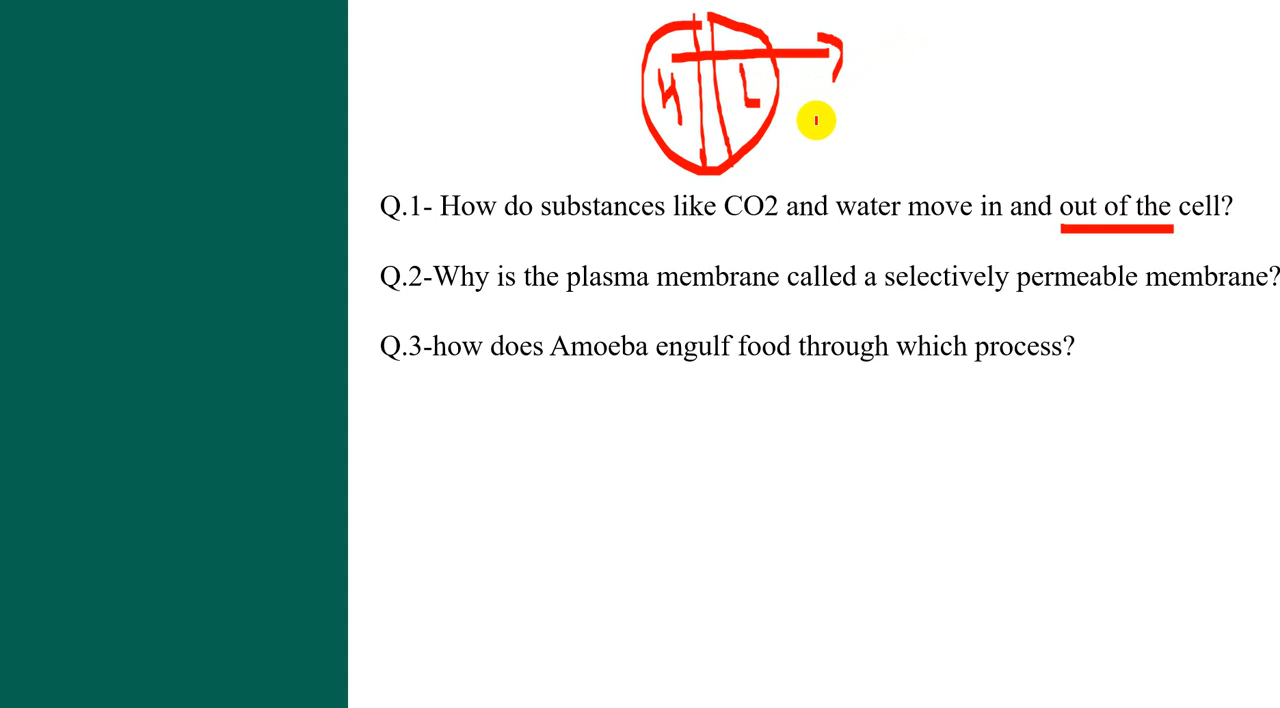 H L
Q.1- How do substances like CO2 and water move in and out of the cell?
Q.2-Why is the plasma membrane called a selectively permeable membrane?
Q.3-how does Amoeba engulf food through which process?